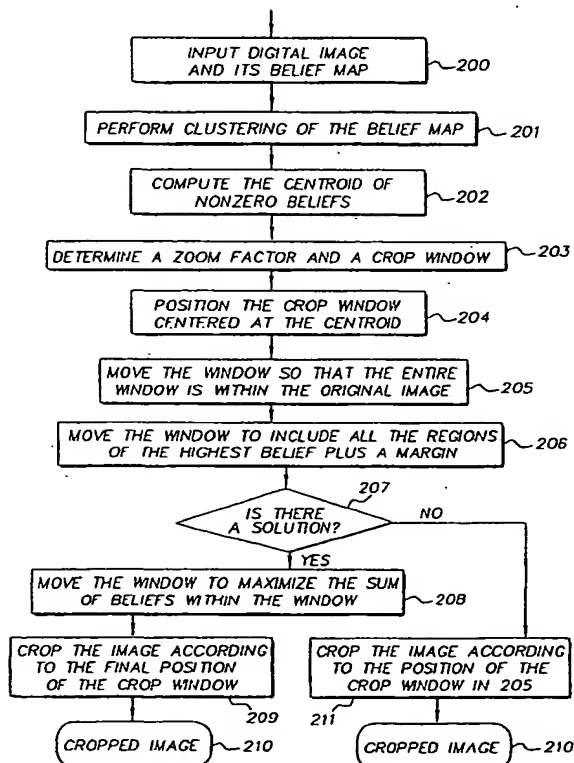 INPUT DIGITAL IMAGE
AND ITS BELIEF MAP
200
PERFORM CLUSTERING OF THE BELIEF MAP
201
COMPUTE THE CENTROID OF
NONZERO BELIEFS
202
DETERMINE A ZOOM FACTOR AND A CROP WINDOW
203
POSITION THE CROP WINDOW
CENTERED AT THE CENTROID
204
MOVE THE WINDOW SO THAT THE ENTIRE
WINDOW IS WITHIN THE ORIGINAL IMAGE
205
MOVE THE WINDOW TO INCLUDE ALL THE REGIONS
OF THE HIGHEST BELIEF PLUS A MARGIN
206
207
IS THERE
A SOLUTION?
NO
YES
MOVE THE WINDOW TO MAXIMIZE THE SUM
OF BELIEFS WITHIN THE WINDOW
208
CROP THE IMAGE ACCORDING
TO THE FINAL POSITION
OF THE CROP WINDOW
209
CROPPED IMAGE
210
CROP THE IMAGE ACCORDING
TO THE POSITION OF THE
CROP WINDOW IN 205
211
CROPPED IMAGE
210